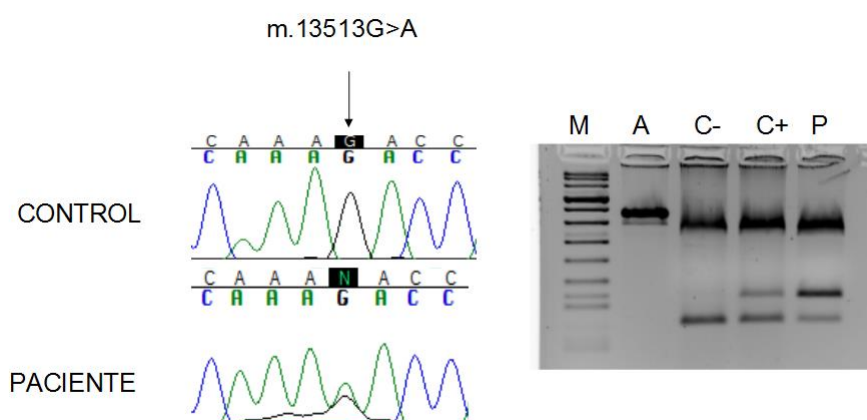 m.13513G>A
C A A A G A C C
C A A A G A C C
CONTROL
C A A A N A C C
C A A A G A C C
PACIENTE
M A C- C+ P